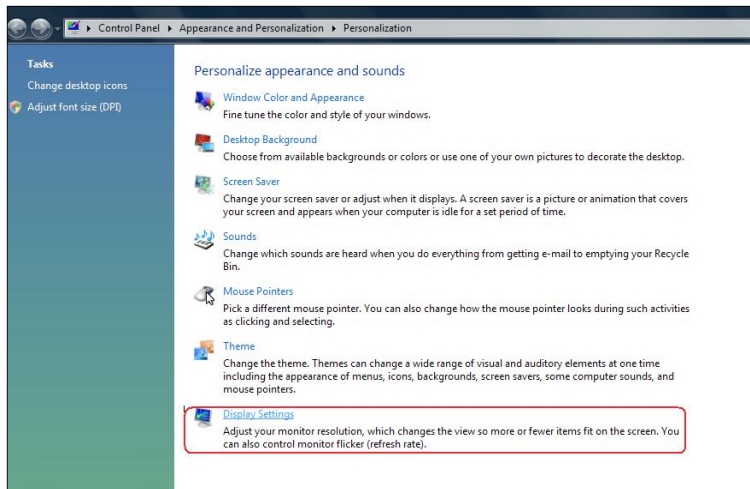 Control Panel ▸ Appearance and Personalization ▸ Personalization
Tasks
Change desktop icons
Adjust font size (DPI)
Personalize appearance and sounds
Window Color and Appearance
Fine tune the color and style of your windows.
Desktop Background
Choose from available backgrounds or colors or use one of your own pictures to decorate the desktop.
Screen Saver
Change your screen saver or adjust when it displays. A screen saver is a picture or animation that covers
your screen and appears when your computer is idle for a set period of time.
Sounds
Change which sounds are heard when you do everything from getting e-mail to emptying your Recycle
Bin.
Mouse Pointers
Pick a different mouse pointer. You can also change how the mouse pointer looks during such activities
as clicking and selecting.
Theme
Change the theme. Themes can change a wide range of visual and auditory elements at one time
including the appearance of menus, icons, backgrounds, screen savers, some computer sounds, and
mouse pointers.
Display Settings
Adjust your monitor resolution, which changes the view so more or fewer items fit on the screen. You
can also control monitor flicker (refresh rate).